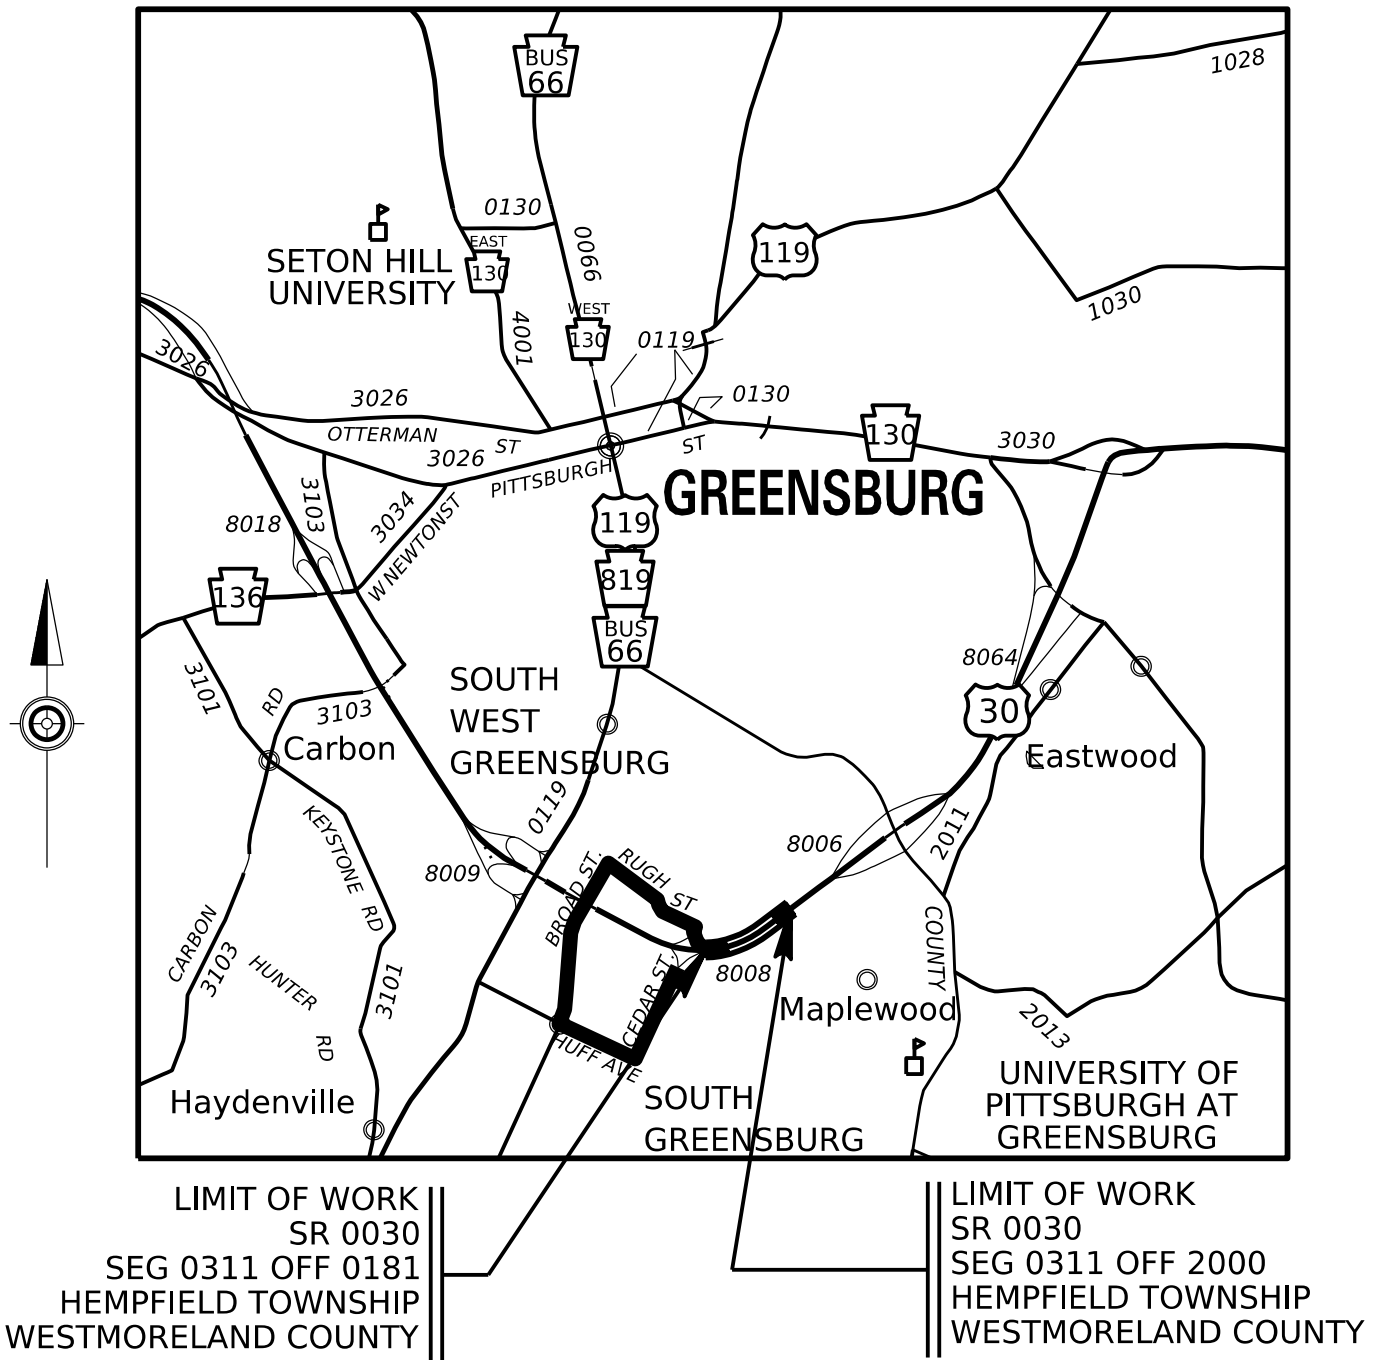 BUS
66
1028
0130
EAST
130
0066
119
SETON HILL
UNIVERSITY
WEST
130
4001
0119
1030
3026
3026
0130
OTTERMAN ST
3026
PITTSBURGH ST
130
3030
GREENSBURG
3103
3034
W NEWTONST
8018
119
819
BUS
66
136
3101
RD
3103
Carbon
SOUTH
WEST
GREENSBURG
8064
30
Eastwood
KEYSTONE RD
0119
8009
BROAD ST.
RUGH ST
8006
2011
CARBON
3103
HUNTER RD
3101
CEDAR ST.
8008
COUNTY
Maplewood
2013
HUFF AVE
Haydenville
SOUTH
GREENSBURG
UNIVERSITY OF
PITTSBURGH AT
GREENSBURG
LIMIT OF WORK
SR 0030
SEG 0311 OFF 0181
HEMPFIELD TOWNSHIP
WESTMORELAND COUNTY
LIMIT OF WORK
SR 0030
SEG 0311 OFF 2000
HEMPFIELD TOWNSHIP
WESTMORELAND COUNTY